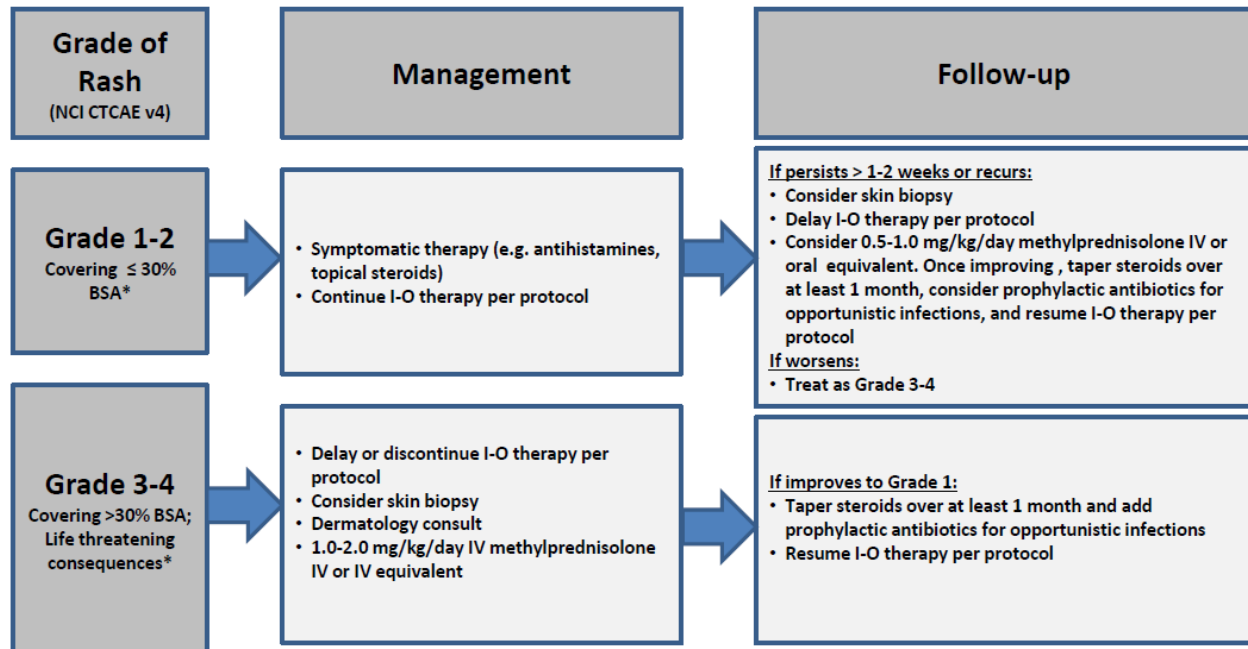 Grade of
Rash
(NCI CTCAE v4)
Management
Follow-up
Grade 1-2
Covering ≤ 30%
BSA*
• Symptomatic therapy (e.g. antihistamines,
topical steroids)
• Continue I-O therapy per protocol
If persists > 1-2 weeks or recurs:
• Consider skin biopsy
• Delay I-O therapy per protocol
• Consider 0.5-1.0 mg/kg/day methylprednisolone IV or
oral equivalent. Once improving , taper steroids over
at least 1 month, consider prophylactic antibiotics for
opportunistic infections, and resume I-O therapy per
protocol
If worsens:
• Treat as Grade 3-4
Grade 3-4
Covering >30% BSA;
Life threatening
consequences*
• Delay or discontinue I-O therapy per
protocol
• Consider skin biopsy
• Dermatology consult
• 1.0-2.0 mg/kg/day IV methylprednisolone
IV or IV equivalent
If improves to Grade 1:
• Taper steroids over at least 1 month and add
prophylactic antibiotics for opportunistic infections
• Resume I-O therapy per protocol